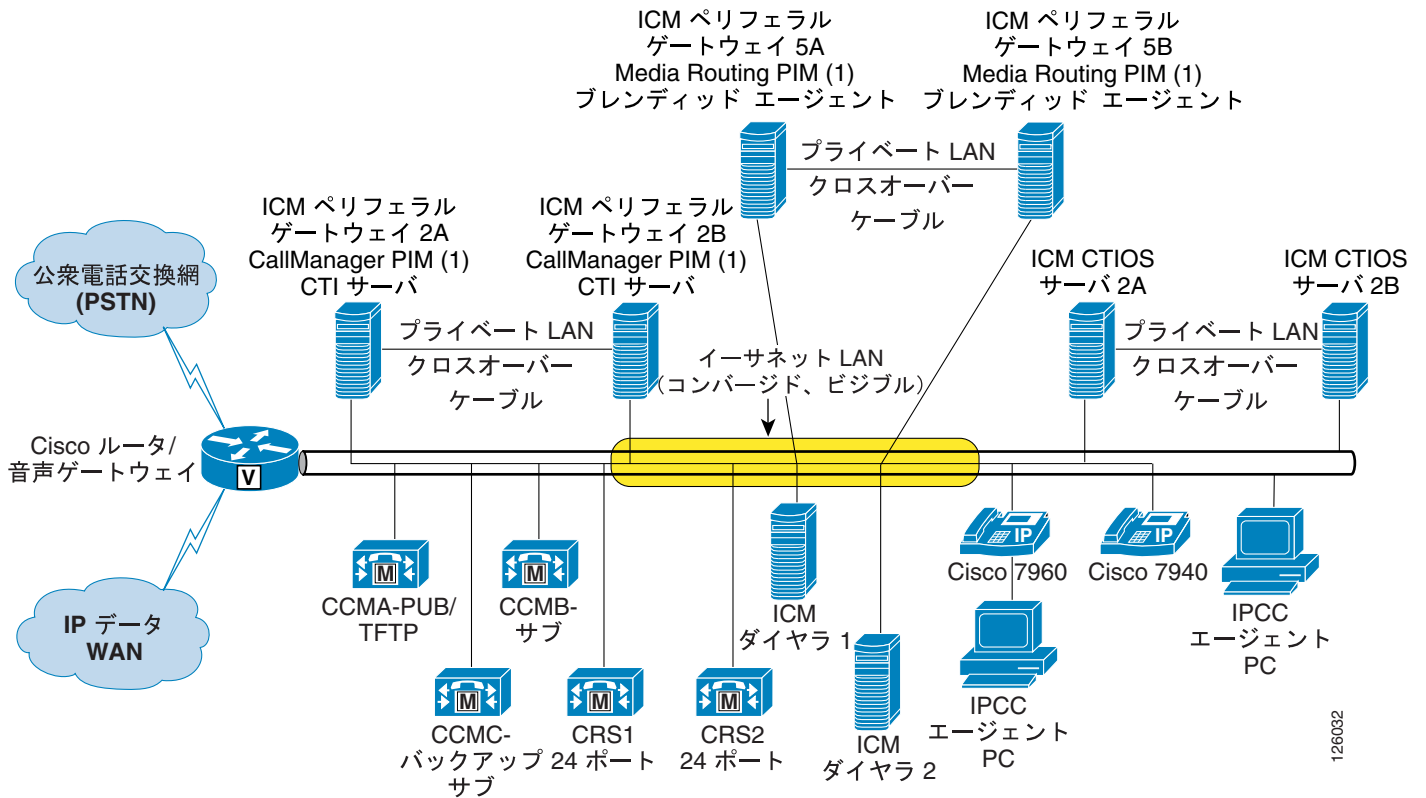 ICM ペリフェラル
ゲートウェイ 5A
Media Routing PIM (1)
ブレンディッド エージェント
ICM ペリフェラル
ゲートウェイ 5B
Media Routing PIM (1)
ブレンディッド エージェント
プライベート LAN
クロスオーバー
ケーブル
ICM ペリフェラル
ゲートウェイ 2A
CallManager PIM (1)
CTI サーバ
ICM ペリフェラル
ゲートウェイ 2B
CallManager PIM (1)
CTI サーバ
ICM CTIOS
サーバ 2A
ICM CTIOS
サーバ 2B
公衆電話交換網
(PSTN)
プライベート LAN
クロスオーバー
ケーブル
イーサネット LAN
(コンバージド、ビジブル)
プライベート LAN
クロスオーバー
ケーブル
Cisco ルータ/
音声ゲートウェイ
V
IP データ
WAN
M
CCMA-PUB/
TFTP
M
CCMB-
サブ
ICM
ダイヤラ 1
IP
Cisco 7960
IP
Cisco 7940
IPCC
エージェント
PC
M
CCMC-
バックアップ
サブ
M
CRS1
24 ポート
M
CRS2
24 ポート
ICM
ダイヤラ 2
IPCC
エージェント
PC
126032